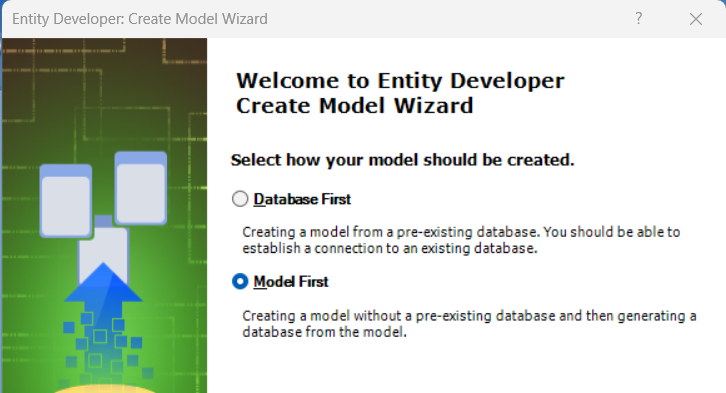 Entity Developer: Create Model Wizard ?
Welcome to Entity Developer
Create Model Wizard
Select how your model should be created.
Database First
Creating a model from a pre-existing database. You should be able to
establish a connection to an existing database.
Model First
Creating a model without a pre-existing database and then generating a
database from the model.